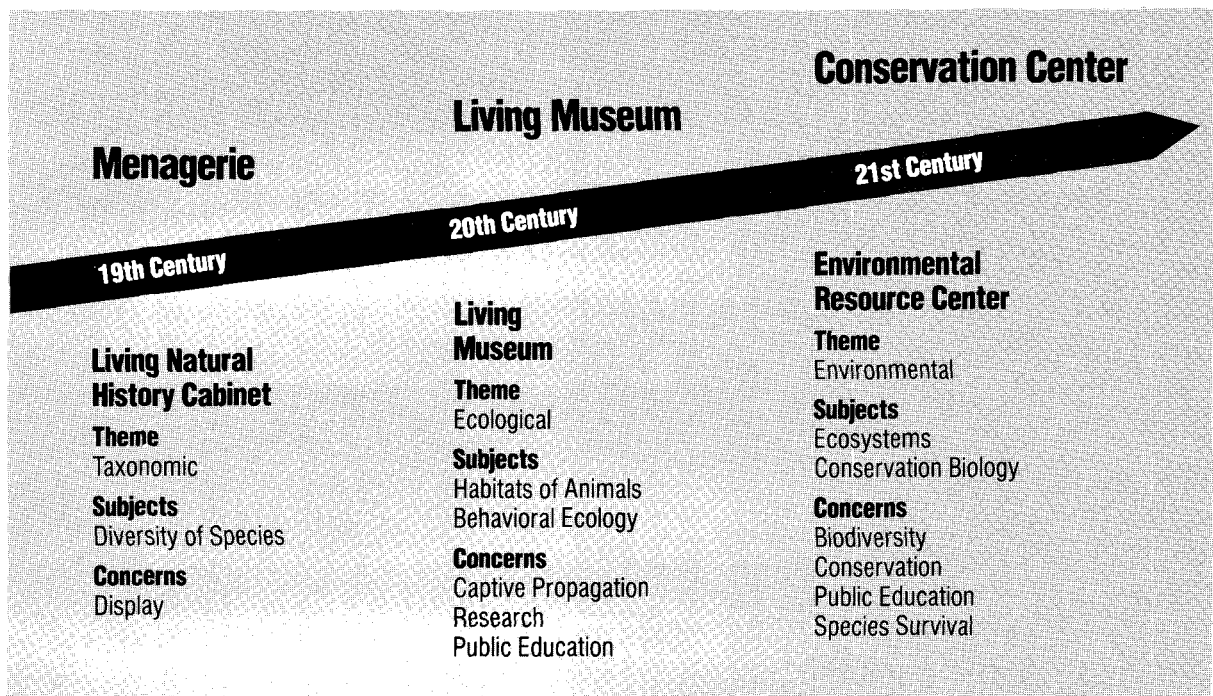 Menagerie
19th Century
Living Natural
History Cabinet
Theme
Taxonomic
Subjects
Diversity of Species
Concerns
Display
Living Museum
20th Century
Living
Museum
Theme
Ecological
Subjects
Habitats of Animals
Behavioral Ecology
Concerns
Captive Propagation
Research
Public Education
Conservation Center
21st Century
Environmental
Resource Center
Theme
Environmental
Subjects
Ecosystems
Conservation Biology
Concerns
Biodiversity
Conservation
Public Education
Species Survival